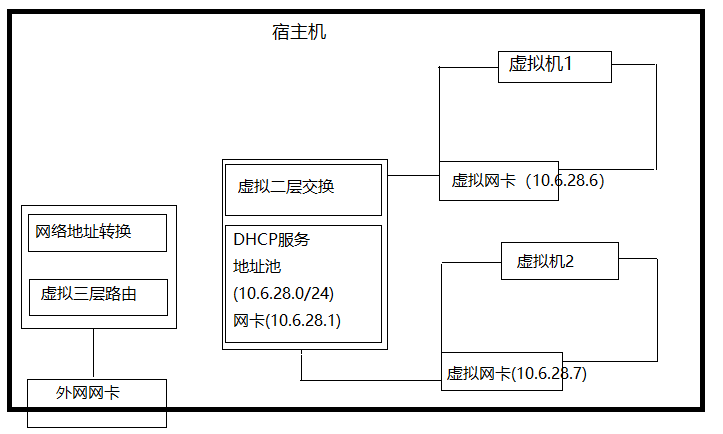 宿主机
虚拟机1
虚拟网卡（10.6.28.6）
虚拟二层交换
DHCP服务
地址池
(10.6.28.0/24)
网卡(10.6.28.1)
网络地址转换
虚拟三层路由
外网网卡
虚拟机2
虚拟网卡(10.6.28.7)